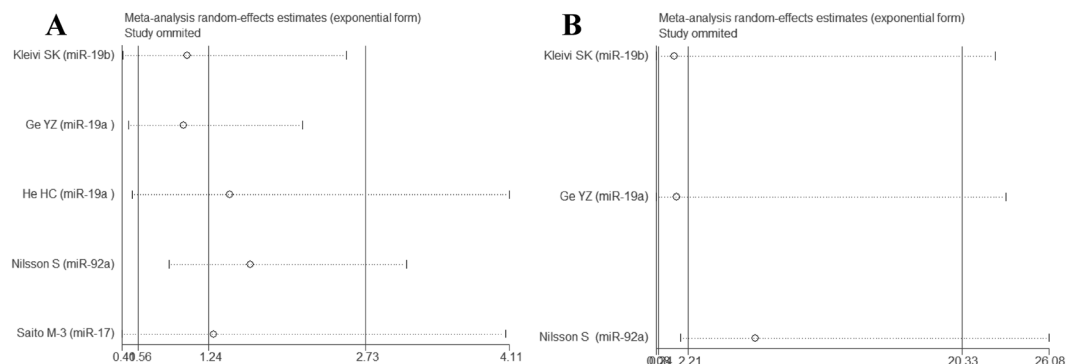 A
Meta-analysis random-effects estimates (exponential form)
Study ommited
Kleivi SK (miR-19b)
Ge YZ (miR-19a )
He HC (miR-19a )
Nilsson S (miR-92a)
Saito M-3 (miR-17)
0.56 1.24 2.73 4.11
B
Meta-analysis random-effects estimates (exponential form)
Study ommited
Kleivi SK (miR-19b)
Ge YZ (miR-19a)
Nilsson S (miR-92a)
2.21 20.33 26.08